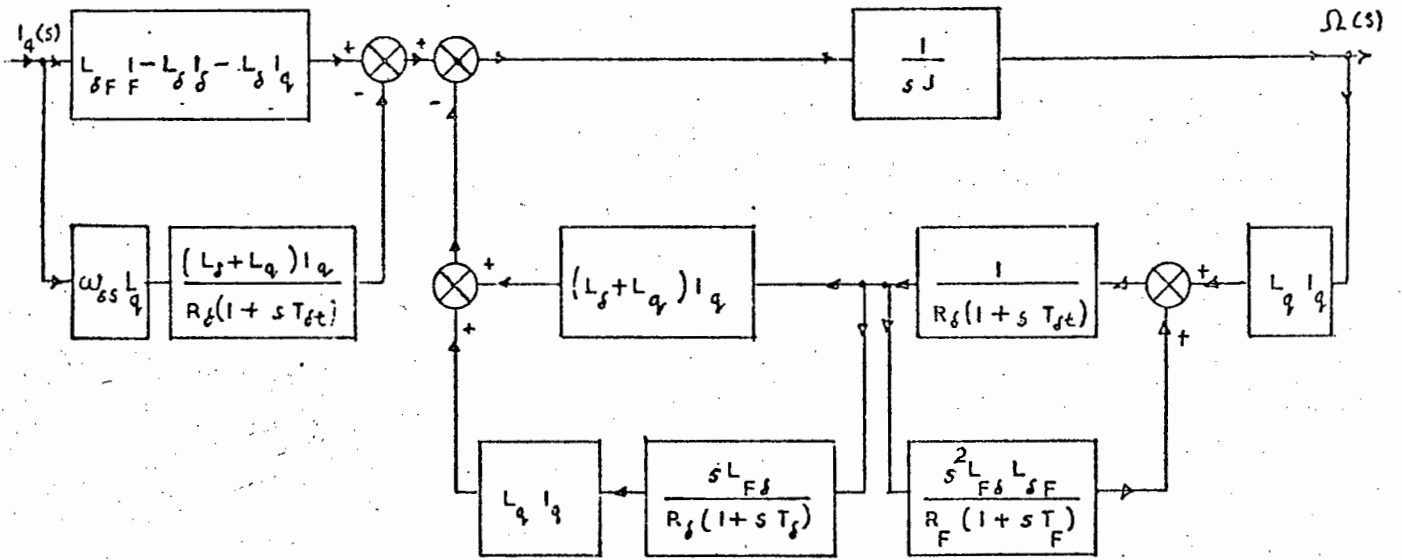 I_q(s)
L_δF I_F - L_δ I_δ - L_δ I_q
+
-
+
-
1
s J
Ω(s)
ω_δs L_q
(L_δ+L_q) I_q
R_δ(1 + s T_δt)
+
+
(L_δ+L_q) I_q
1
R_δ(1 + s T_δt)
+
+
L_q I_q
L_q I_q
s L_Fδ
R_δ (1 + s T_δ)
s² L_Fδ L_δF
R_F (1 + s T_F)